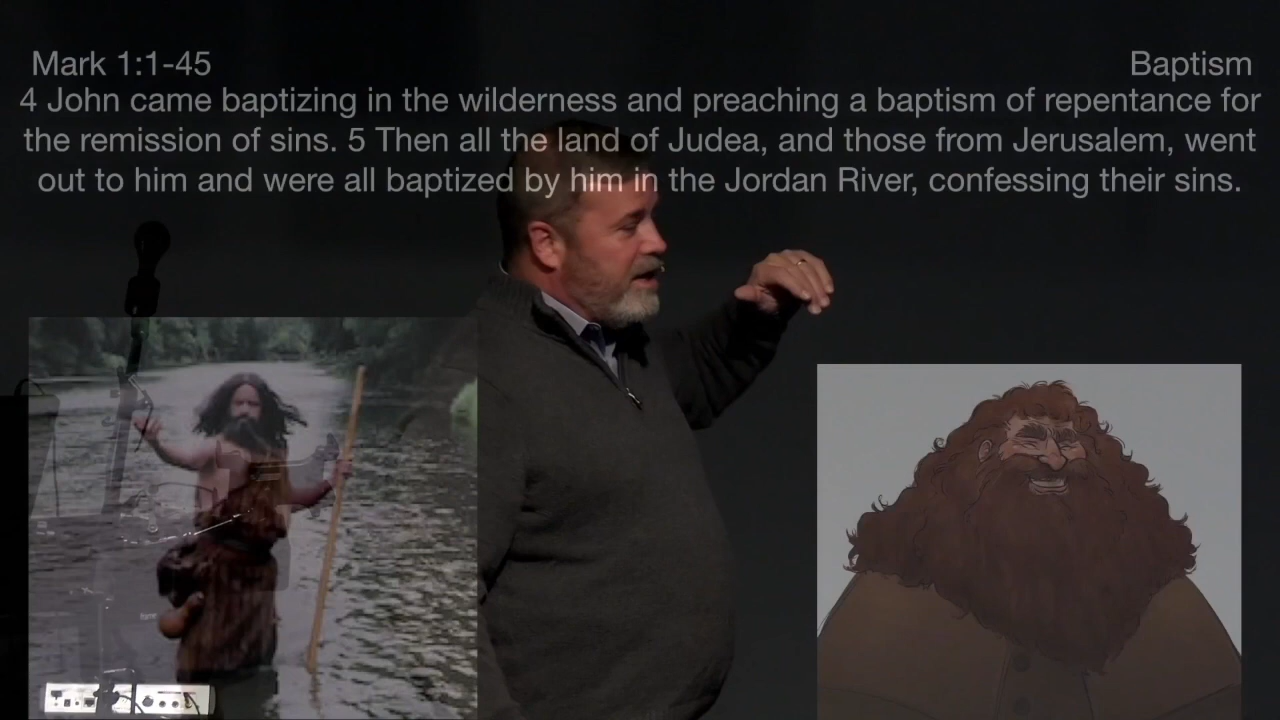 Mark 1:1-45
Baptism
4 John came baptizing in the wilderness and preaching a baptism of repentance for
the remission of sins. 5 Then all the land of Judea, and those from Jerusalem, went
out to him and were all baptized by him in the Jordan River, confessing their sins.